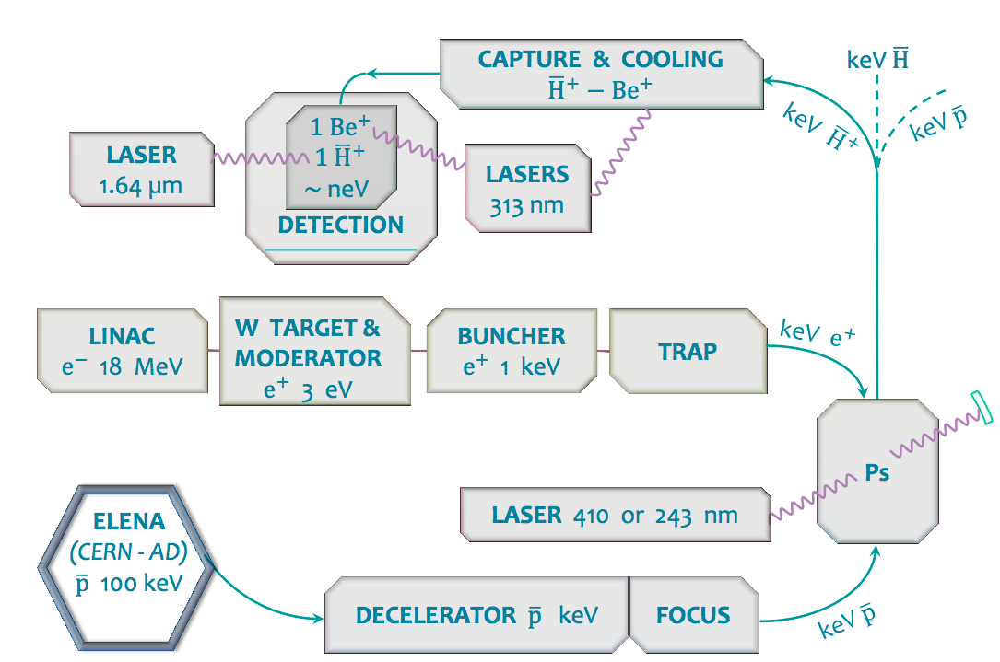 CAPTURE & COOLING
H̅⁺ – Be⁺
keV H̅
keV p̅
keV H̅⁺
1 Be⁺
1 H̅⁺
~ neV
DETECTION
LASER
1.64 µm
LASERS
313 nm
LINAC
e⁻ 18 MeV
W TARGET &
MODERATOR
e⁺ 3 eV
BUNCHER
e⁺ 1 keV
TRAP
keV e⁺
Ps
LASER 410 or 243 nm
ELENA
(CERN - AD)
p̅ 100 keV
DECELERATOR p̅ keV
FOCUS
keV p̅